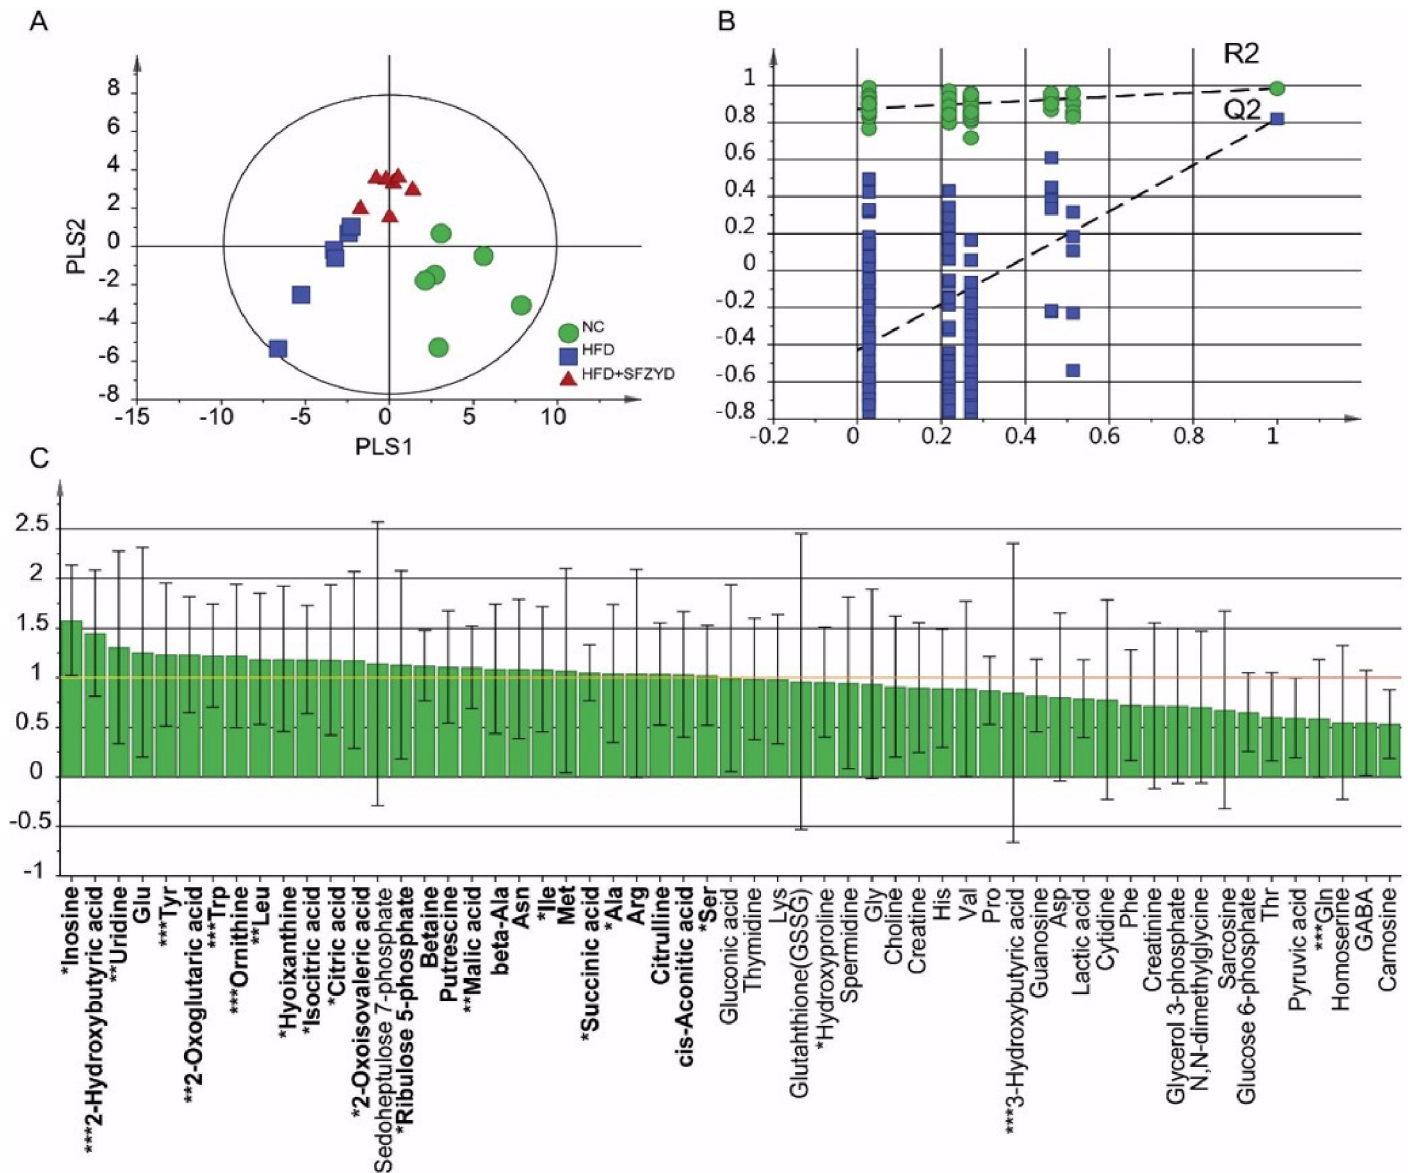 A
8
6
4
2
0
-2
-4
-6
-8
PLS2
-15
-10
-5
0
5
10
PLS1
NC
HFD
HFD+SFZYD
B
R2
Q2
1
0.8
0.6
0.4
0.2
0
-0.2
-0.4
-0.6
-0.8
-0.2
0
0.2
0.4
0.6
0.8
1
C
2.5
2
1.5
1
0.5
0
-0.5
-1
*Inosine
***2-Hydroxybutyric acid
**Uridine
Glu
***Tyr
**2-Oxoglutaric acid
***Trp
***Ornithine
**Leu
*Hyoixanthine
*Isocitric acid
*Citric acid
*2-Oxoisovaleric acid
Sedoheptulose 7-phosphate
*Ribulose 5-phosphate
Betaine
Putrescine
**Malic acid
beta-Ala
Asn
*Ile
Met
*Succinic acid
*Ala
Arg
Citrulline
cis-Aconitic acid
*Ser
Gluconic acid
Thymidine
Lys
Glutahthione(GSSG)
*Hydroxyproline
Spermidine
Gly
Choline
Creatine
His
Val
Pro
***3-Hydroxybutyric acid
Guanosine
Asp
Lactic acid
Cytidine
Phe
Creatinine
Glycerol 3-phosphate
N,N-dimethylglycine
Sarcosine
Glucose 6-phosphate
Thr
Pyruvic acid
***Gln
Homoserine
GABA
Carnosine